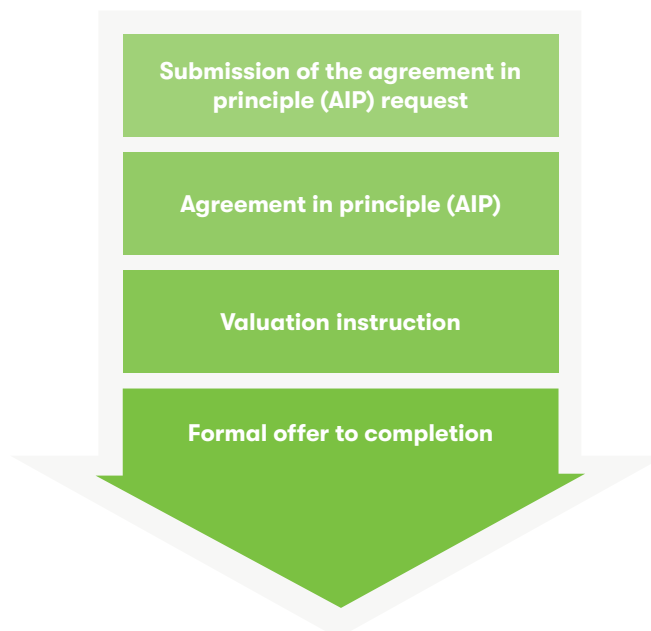 Submission of the agreement in
principle (AIP) request
Agreement in principle (AIP)
Valuation instruction
Formal offer to completion